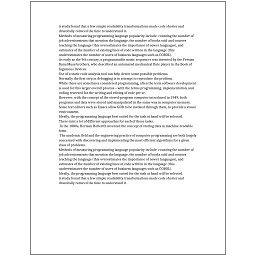 A study found that a few simple readability transformations made code shorter and
drastically reduced the time to understand it.
Methods of measuring programming language popularity include: counting the number of
job advertisements that mention the language, the number of books sold and courses
teaching the language (this overestimates the importance of newer languages), and
estimates of the number of existing lines of code written in the language (this
underestimates the number of users of business languages such as COBOL).
As early as the 9th century, a programmable music sequencer was invented by the Persian
Banu Musa brothers, who described an automated mechanical flute player in the Book of
Ingenious Devices.
Use of a static code analysis tool can help detect some possible problems.
Normally the first step in debugging is to attempt to reproduce the problem.
While these are sometimes considered programming, often the term software development
is used for this larger overall process – with the terms programming, implementation, and
coding reserved for the writing and editing of code per se.
However, with the concept of the stored-program computer introduced in 1949, both
programs and data were stored and manipulated in the same way in computer memory.
Some text editors such as Emacs allow GDB to be invoked through them, to provide a visual
environment.
Ideally, the programming language best suited for the task at hand will be selected.
There exist a lot of different approaches for each of those tasks.
In the 1880s, Herman Hollerith invented the concept of storing data in machine-readable
form.
The academic field and the engineering practice of computer programming are both largely
concerned with discovering and implementing the most efficient algorithms for a given
class of problems.
Methods of measuring programming language popularity include: counting the number of
job advertisements that mention the language, the number of books sold and courses
teaching the language (this overestimates the importance of newer languages), and
estimates of the number of existing lines of code written in the language (this
underestimates the number of users of business languages such as COBOL).
Ideally, the programming language best suited for the task at hand will be selected.
A study found that a few simple readability transformations made code shorter and
drastically reduced the time to understand it.